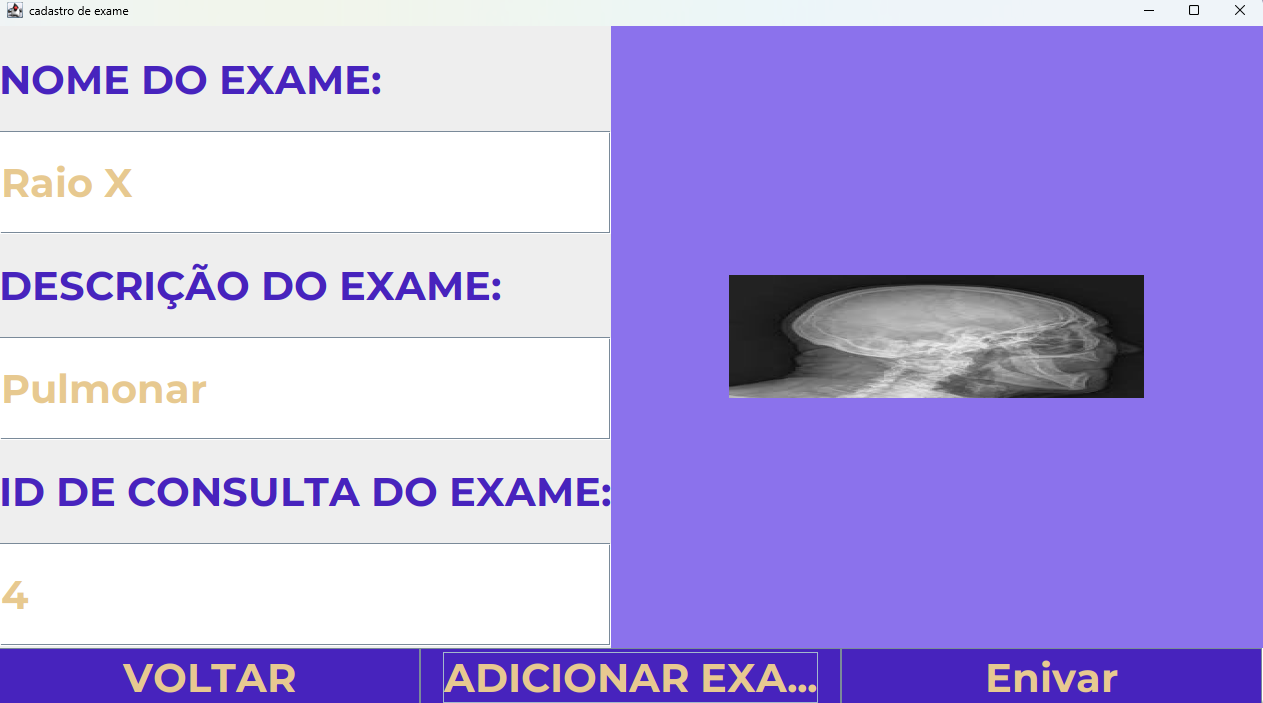 cadastro de exame
NOME DO EXAME:
Raio X
DESCRIÇÃO DO EXAME:
Pulmonar
ID DE CONSULTA DO EXAME:
4
VOLTAR
ADICIONAR EXA...
Enivar